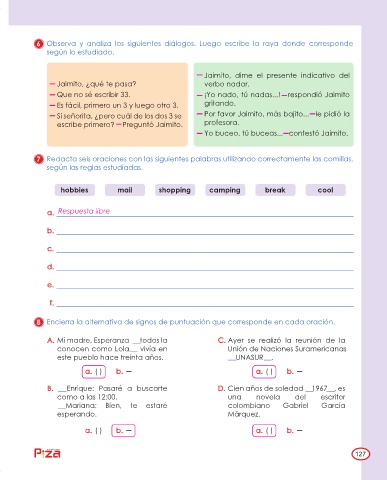 6 Observa y analiza los siguientes diálogos. Luego escribe la raya donde corresponde
según lo estudiado.
— Jaimito, ¿qué te pasa?
— Que no sé escribir 33.
— Es fácil, primero un 3 y luego otro 3.
— Si señorita, ¿pero cuál de los dos 3 se
escribe primero? — Preguntó Jaimito.
— Jaimito, dime el presente indicativo del
verbo nadar.
— ¡Yo nado, tú nadas...! — respondió Jaimito
gritando.
— Por favor Jaimito, más bajito... — le pidió la
profesora.
— Yo buceo, tú buceas... — contestó Jaimito.
7 Redacta seis oraciones con las siguientes palabras utilizando correctamente las comillas,
según las reglas estudiadas.
hobbies mail shopping camping break cool
a. Respuesta libre
b.
c.
d.
e.
f.
8 Encierra la alternativa de signos de puntuación que corresponde en cada oración.
A. Mi madre, Esperanza __todos la
conocen como Lola__ vivía en
este pueblo hace treinta años.
a. ( ) b. —
B. __Enrique: Pasaré a buscarte
como a las 12:00.
__Mariana: Bien, te estaré
esperando.
a. ( ) b. —
C. Ayer se realizó la reunión de la
Unión de Naciones Suramericanas
__UNASUR__.
a. ( ) b. —
D. Cien años de soledad __1967__, es
una novela del escritor
colombiano Gabriel García
Márquez.
a. ( ) b. —
127